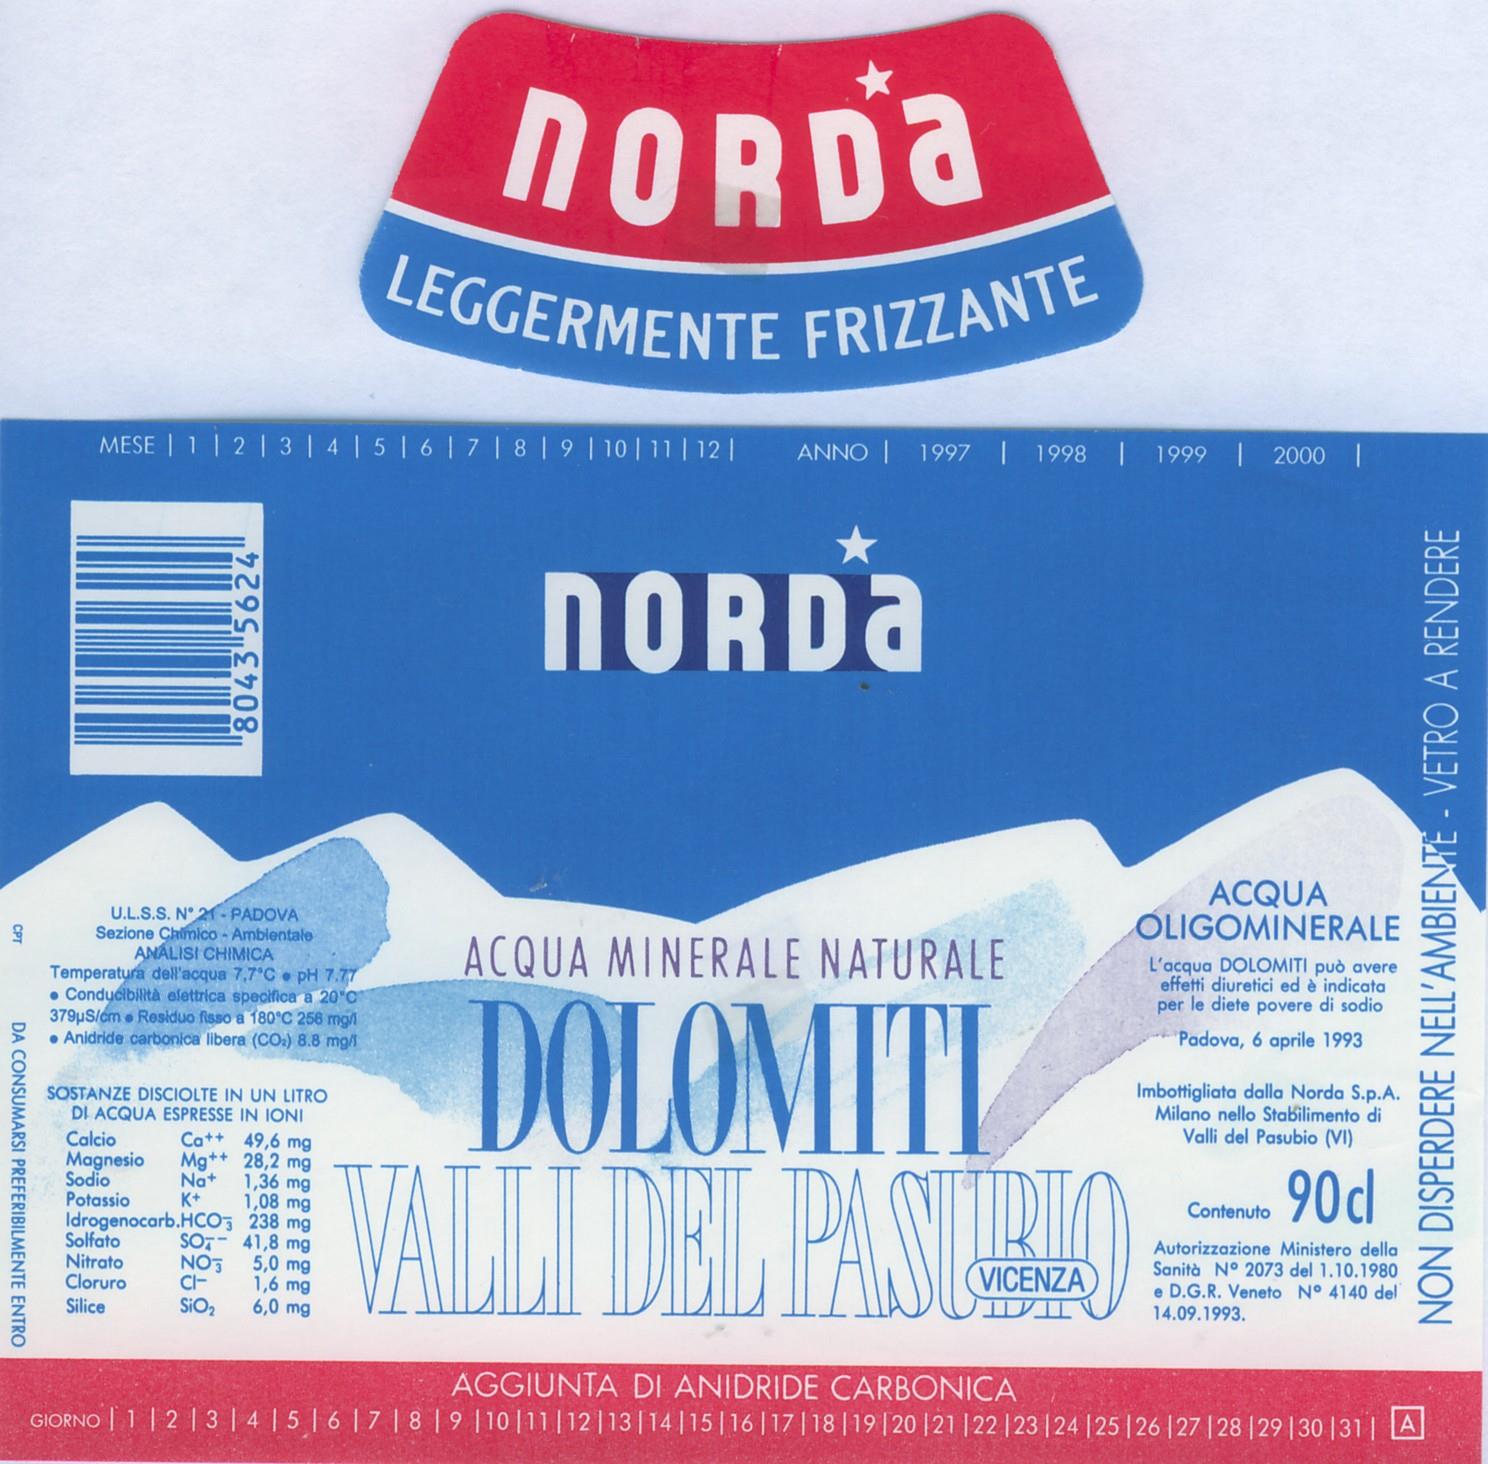 NORDa
LEGGERMENTE FRIZZANTE
MESE | 1 | 2 | 3 | 4 | 5 | 6 | 7 | 8 | 9 | 10 | 11 | 12 |
ANNO | 1997 | 1998 | 1999 | 2000 |
80435624
NORDa
U.L.S.S. N° 21 - PADOVA
Sezione Chimico - Ambientale
ANALISI CHIMICA
Temperatura dell'acqua 7,7°C ● pH 7.77
● Conducibilità elettrica specifica a 20°C
379µS/cm ● Residuo fisso a 180°C 256 mg/l
● Anidride carbonica libera (CO₂) 8.8 mg/l
SOSTANZE DISCIOLTE IN UN LITRO
DI ACQUA ESPRESSE IN IONI
Calcio Ca++ 49,6 mg
Magnesio Mg++ 28,2 mg
Sodio Na+ 1,36 mg
Potassio K+ 1,08 mg
Idrogenocarb. HCO₃⁻ 238 mg
Solfato SO₄⁻⁻ 41,8 mg
Nitrato NO₃⁻ 5,0 mg
Cloruro Cl⁻ 1,6 mg
Silice SiO₂ 6,0 mg
CPT
DA CONSUMARSI PREFERIBILMENTE ENTRO
ACQUA MINERALE NATURALE
DOLOMITI
VALLI DEL PASUBIO
VICENZA
ACQUA
OLIGOMINERALE
L'acqua DOLOMITI può avere
effetti diuretici ed è indicata
per le diete povere di sodio
Padova, 6 aprile 1993
Imbottigliata dalla Norda S.p.A.
Milano nello Stabilimento di
Valli del Pasubio (VI)
Contenuto 90cl
Autorizzazione Ministero della
Sanità N° 2073 del 1.10.1980
e D.G.R. Veneto N° 4140 del
14.09.1993.
NON DISPERDERE NELL'AMBIENTE - VETRO A RENDERE
AGGIUNTA DI ANIDRIDE CARBONICA
GIORNO | 1 | 2 | 3 | 4 | 5 | 6 | 7 | 8 | 9 | 10 | 11 | 12 | 13 | 14 | 15 | 16 | 17 | 18 | 19 | 20 | 21 | 22 | 23 | 24 | 25 | 26 | 27 | 28 | 29 | 30 | 31 | A